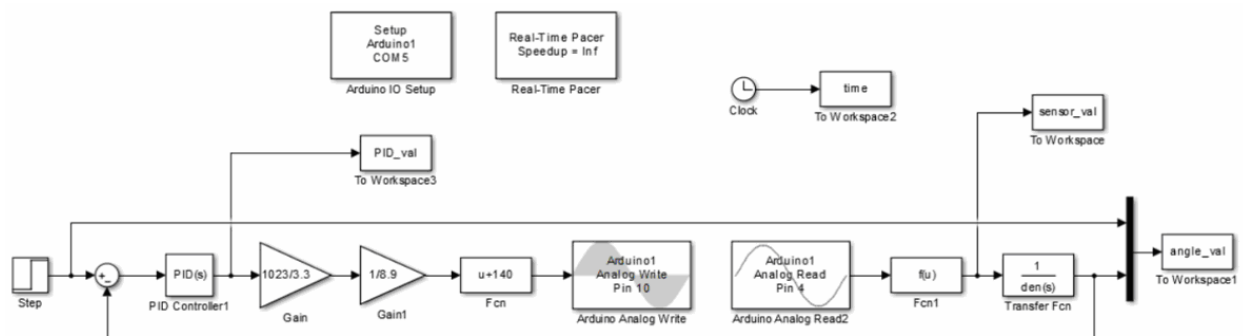 Setup
Arduino1
COM5
Arduino IO Setup
Real-Time Pacer
Speedup = Inf
Real-Time Pacer
Clock
time
To Workspace2
sensor_val
To Workspace
PID_val
To Workspace3
Step
+
-
PID(s)
PID Controller1
1023/3.3
Gain
1/8.9
Gain1
u+140
Fcn
Arduino1
Analog Write
Pin 10
Arduino Analog Write
Arduino1
Analog Read
Pin 4
Arduino Analog Read2
f(u)
Fcn1
1
den(s)
Transfer Fcn
angle_val
To Workspace1